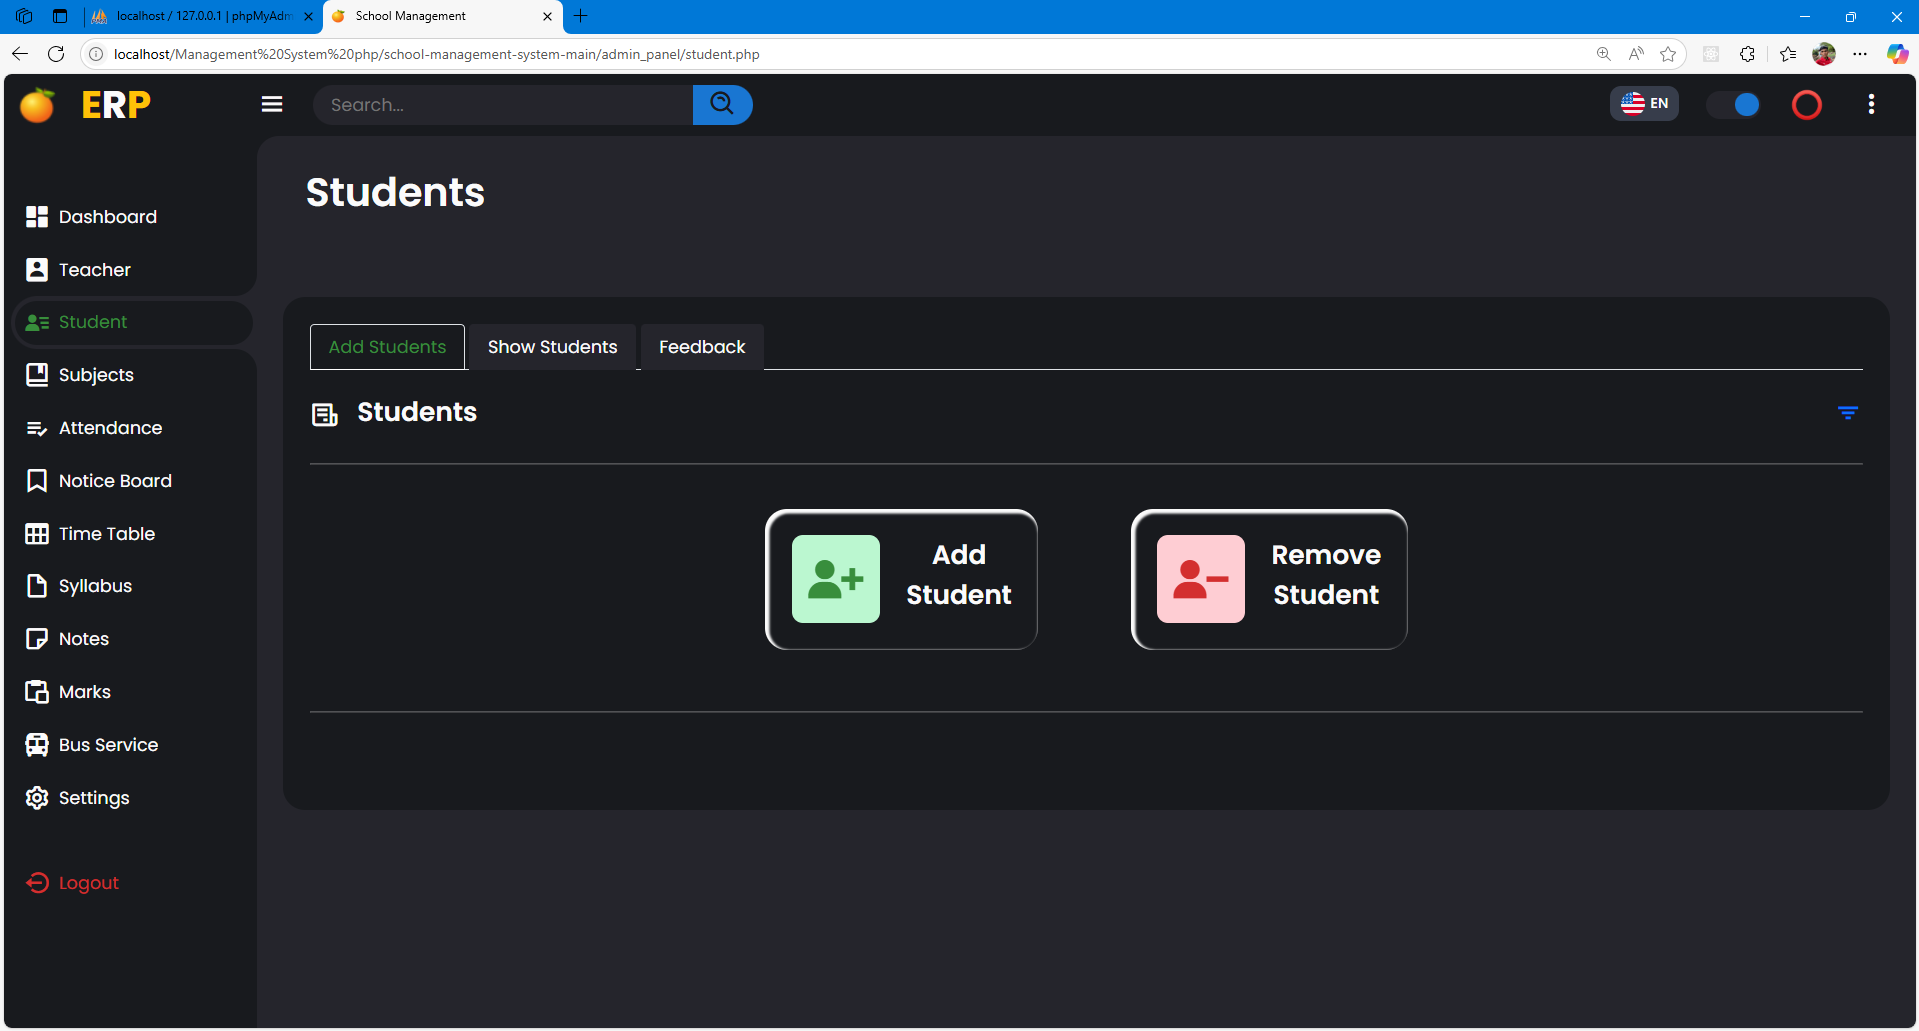 localhost / 127.0.0.1 | phpMyAdm
School Management
localhost/Management%20System%20php/school-management-system-main/admin_panel/student.php
ERP
Search...
EN
Students
Dashboard
Teacher
Student
Subjects
Attendance
Notice Board
Time Table
Syllabus
Notes
Marks
Bus Service
Settings
Logout
Add Students
Show Students
Feedback
Students
Add
Student
Remove
Student